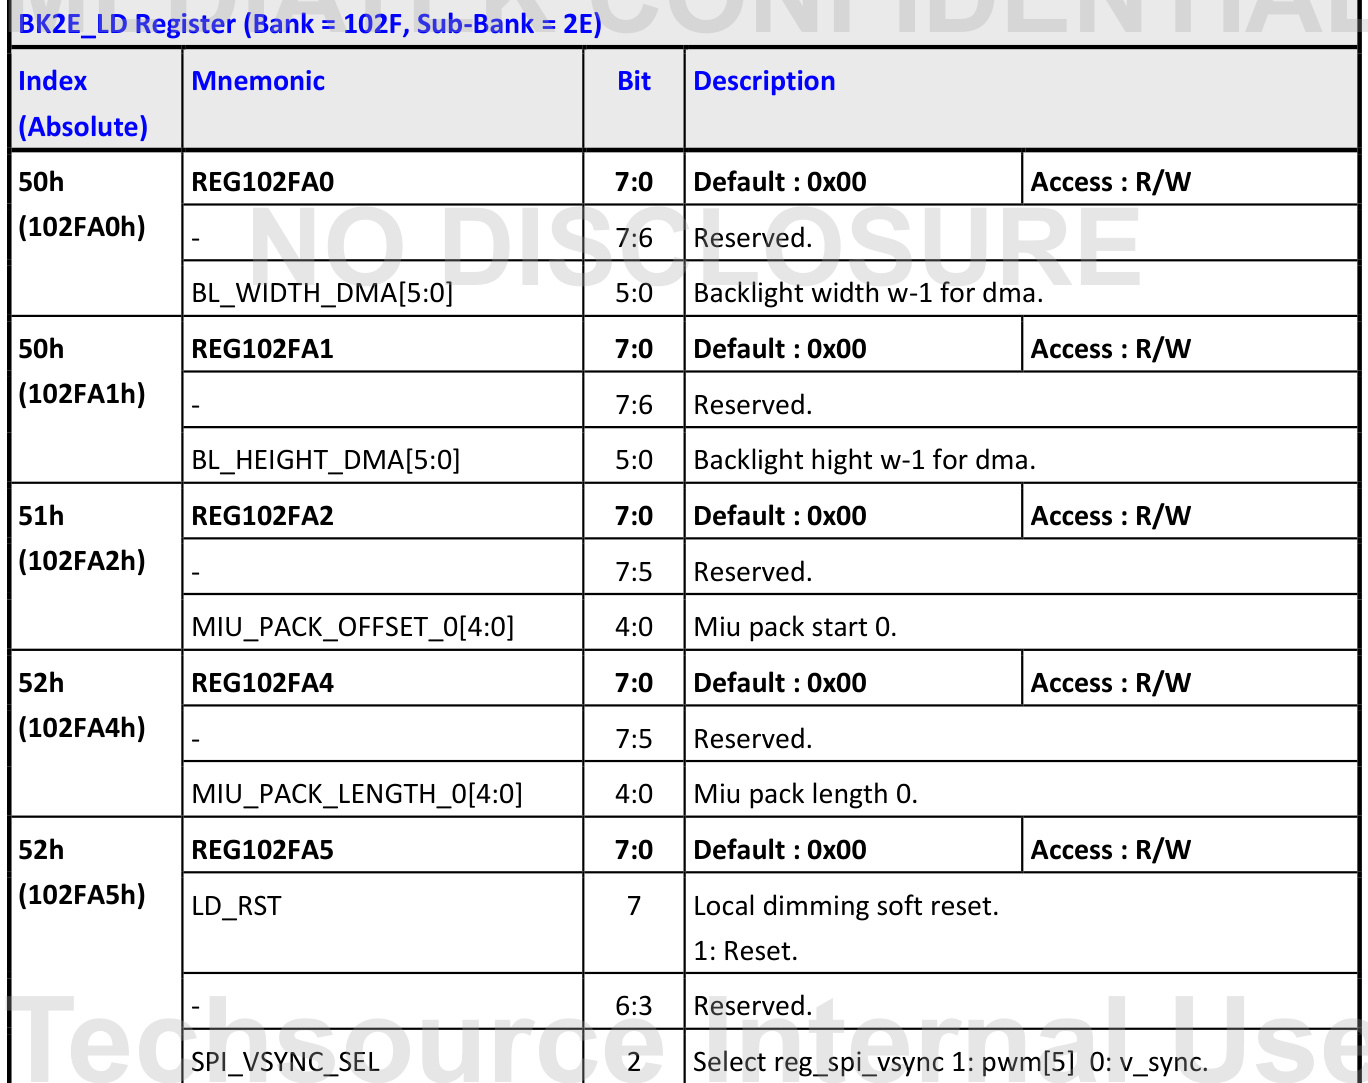 MEDIATEK CONFIDENTIAL
BK2E_LD Register (Bank = 102F, Sub-Bank = 2E)
Index (Absolute) Mnemonic Bit Description
50h (102FA0h) REG102FA0 7:0 Default : 0x00 Access : R/W
- 7:6 Reserved.
NO DISCLOSURE
BL_WIDTH_DMA[5:0] 5:0 Backlight width w-1 for dma.
50h (102FA1h) REG102FA1 7:0 Default : 0x00 Access : R/W
- 7:6 Reserved.
BL_HEIGHT_DMA[5:0] 5:0 Backlight hight w-1 for dma.
51h (102FA2h) REG102FA2 7:0 Default : 0x00 Access : R/W
- 7:5 Reserved.
MIU_PACK_OFFSET_0[4:0] 4:0 Miu pack start 0.
52h (102FA4h) REG102FA4 7:0 Default : 0x00 Access : R/W
- 7:5 Reserved.
MIU_PACK_LENGTH_0[4:0] 4:0 Miu pack length 0.
52h (102FA5h) REG102FA5 7:0 Default : 0x00 Access : R/W
LD_RST 7 Local dimming soft reset.
1: Reset.
- 6:3 Reserved.
Techsource Internal Use
SPI_VSYNC_SEL 2 Select reg_spi_vsync 1: pwm[5] 0: v_sync.